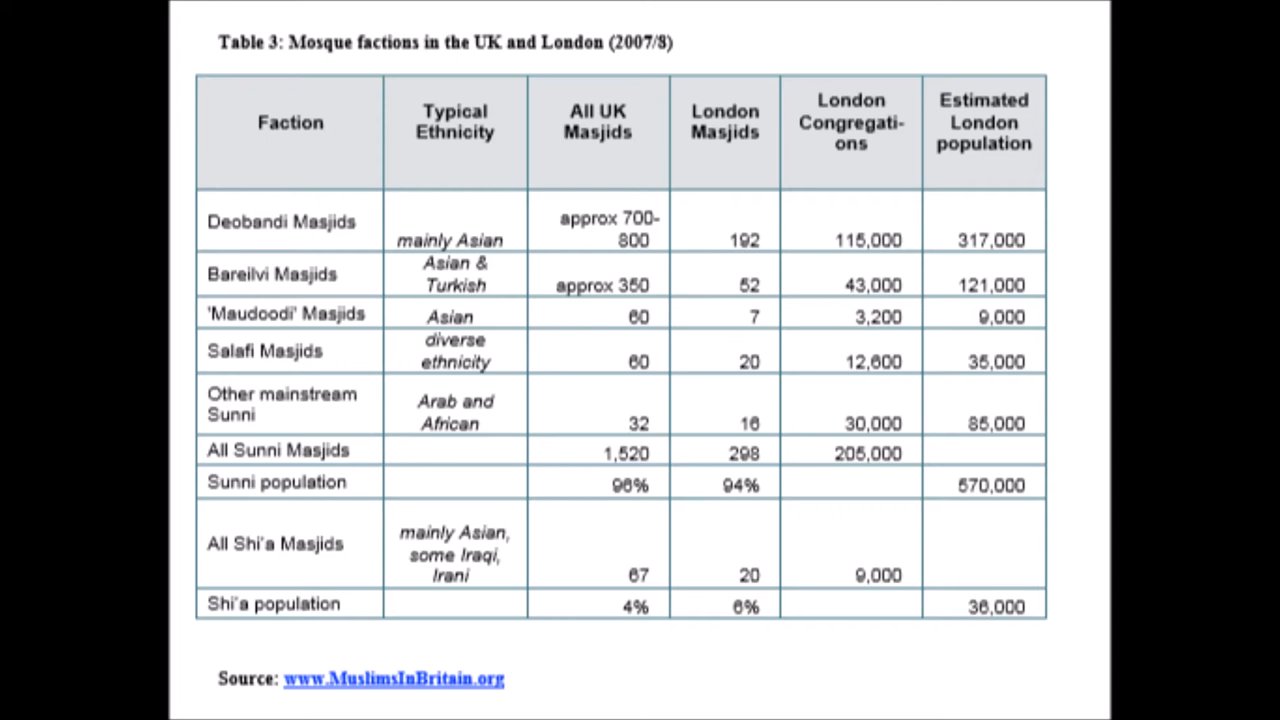 Table 3: Mosque factions in the UK and London (2007/8)
Faction
Typical
Ethnicity
All UK
Masjids
London
Masjids
London
Congregati-
ons
Estimated
London
population
Deobandi Masjids
mainly Asian
approx 700-
800
192
115,000
317,000
Bareilvi Masjids
Asian &
Turkish
approx 350
52
43,000
121,000
'Maudoodi' Masjids
Asian
60
7
3,200
9,000
Salafi Masjids
diverse
ethnicity
60
20
12,600
35,000
Other mainstream
Sunni
Arab and
African
32
16
30,000
85,000
All Sunni Masjids
1,520
298
205,000
Sunni population
96%
94%
570,000
All Shi'a Masjids
mainly Asian,
some Iraqi,
Irani
67
20
9,000
Shi'a population
4%
6%
36,000
Source: www.MuslimsInBritain.org